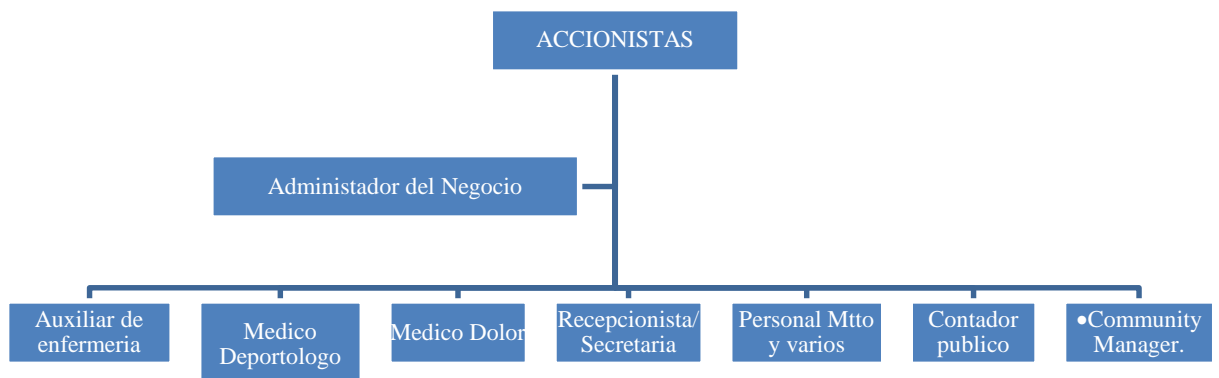 ACCIONISTAS
Administador del Negocio
Auxiliar de
enfermeria
Medico
Deportologo
Medico Dolor
Recepcionista/
Secretaria
Personal Mtto
y varios
Contador
publico
•Community
Manager.